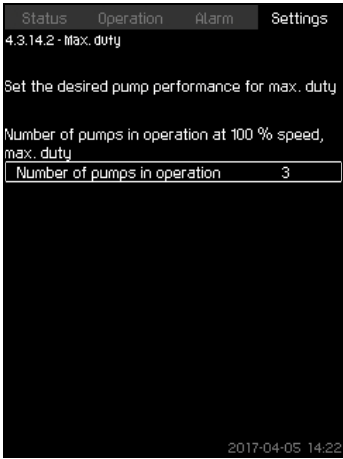 Status Operation Alarm Settings
4.3.14.2 - Max. duty
Set the desired pump performance for max. duty
Number of pumps in operation at 100 % speed,
max. duty
Number of pumps in operation 3
2017-04-05 14:22